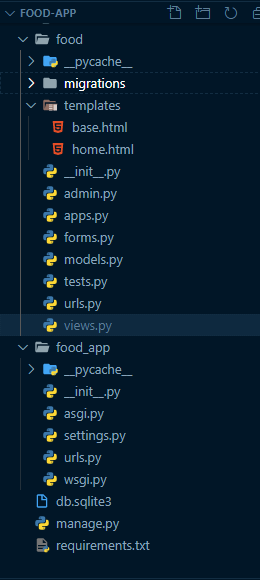 FOOD-APP
food
__pycache__
migrations
templates
base.html
home.html
__init__.py
admin.py
apps.py
forms.py
models.py
tests.py
urls.py
views.py
food_app
__pycache__
__init__.py
asgi.py
settings.py
urls.py
wsgi.py
db.sqlite3
manage.py
requirements.txt